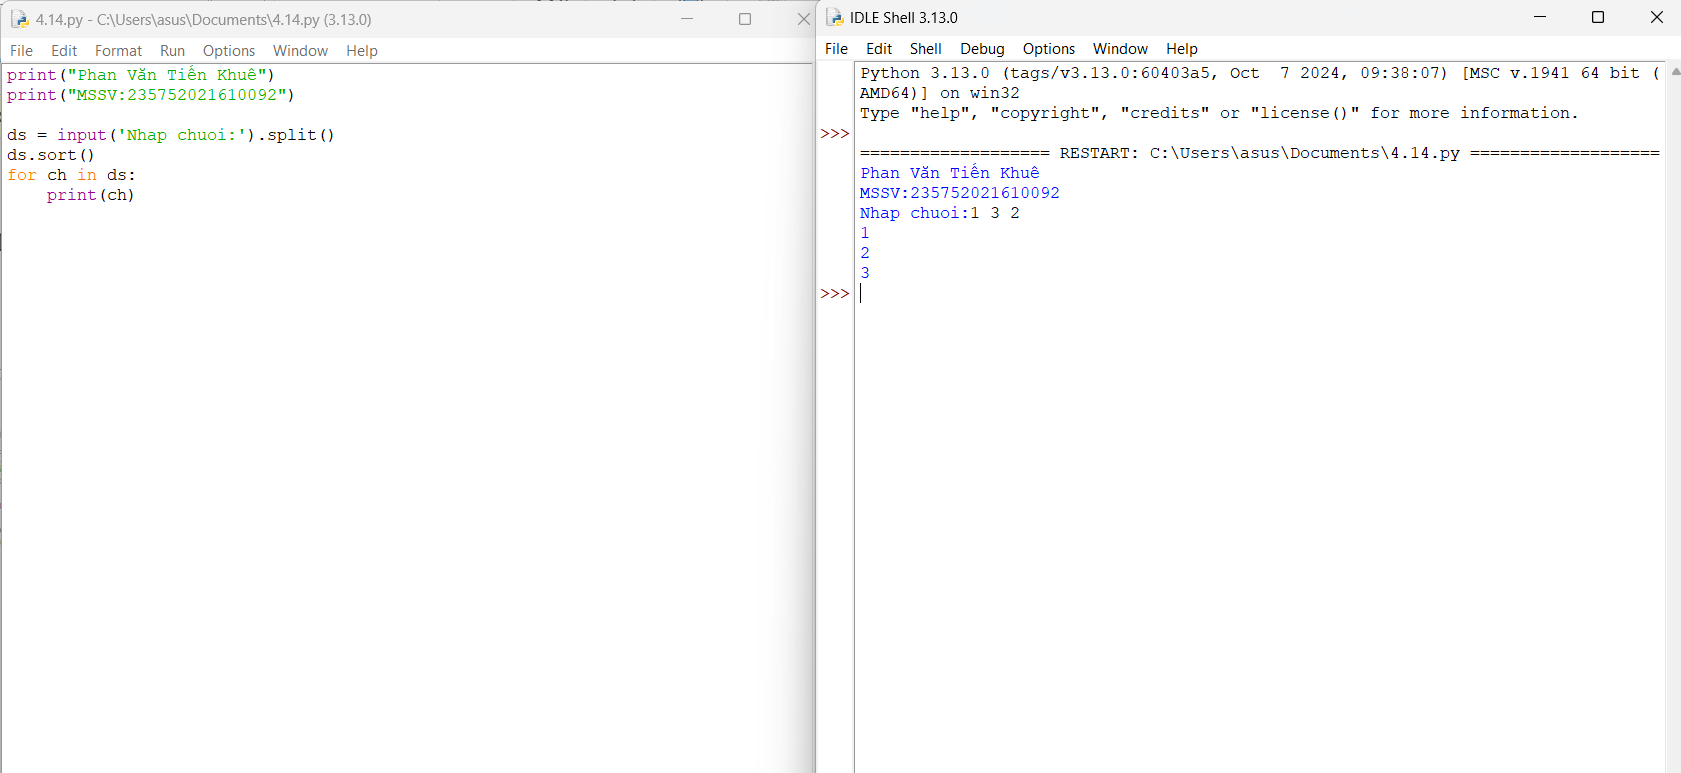 4.14.py - C:\Users\asus\Documents\4.14.py (3.13.0)
File Edit Format Run Options Window Help
print("Phan Văn Tiến Khuê")
print("MSSV:235752021610092")
ds = input('Nhap chuoi:').split()
ds.sort()
for ch in ds:
    print(ch)
IDLE Shell 3.13.0
File Edit Shell Debug Options Window Help
Python 3.13.0 (tags/v3.13.0:60403a5, Oct  7 2024, 09:38:07) [MSC v.1941 64 bit (
AMD64)] on win32
Type "help", "copyright", "credits" or "license()" for more information.
>>>
=================== RESTART: C:\Users\asus\Documents\4.14.py ===================
Phan Văn Tiến Khuê
MSSV:235752021610092
Nhap chuoi:1 3 2
1
2
3
>>>